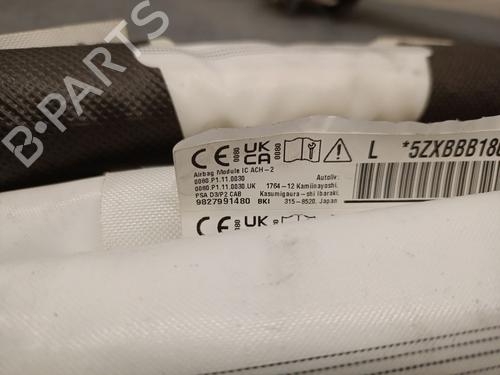 B-PARTS
CE 0080 UK CA 0080 L *5ZXBBB18
Airbag Module IC ACH-2
0080.P1.11.0030 Autoliv
0080.P1.11.0030.UK 1764-12 Kamiinayoshi,
PSA D3/P2 CAB Kasumigaura-shi Ibaraki
9827991480 BKI 315-8520, Japan
CE UK